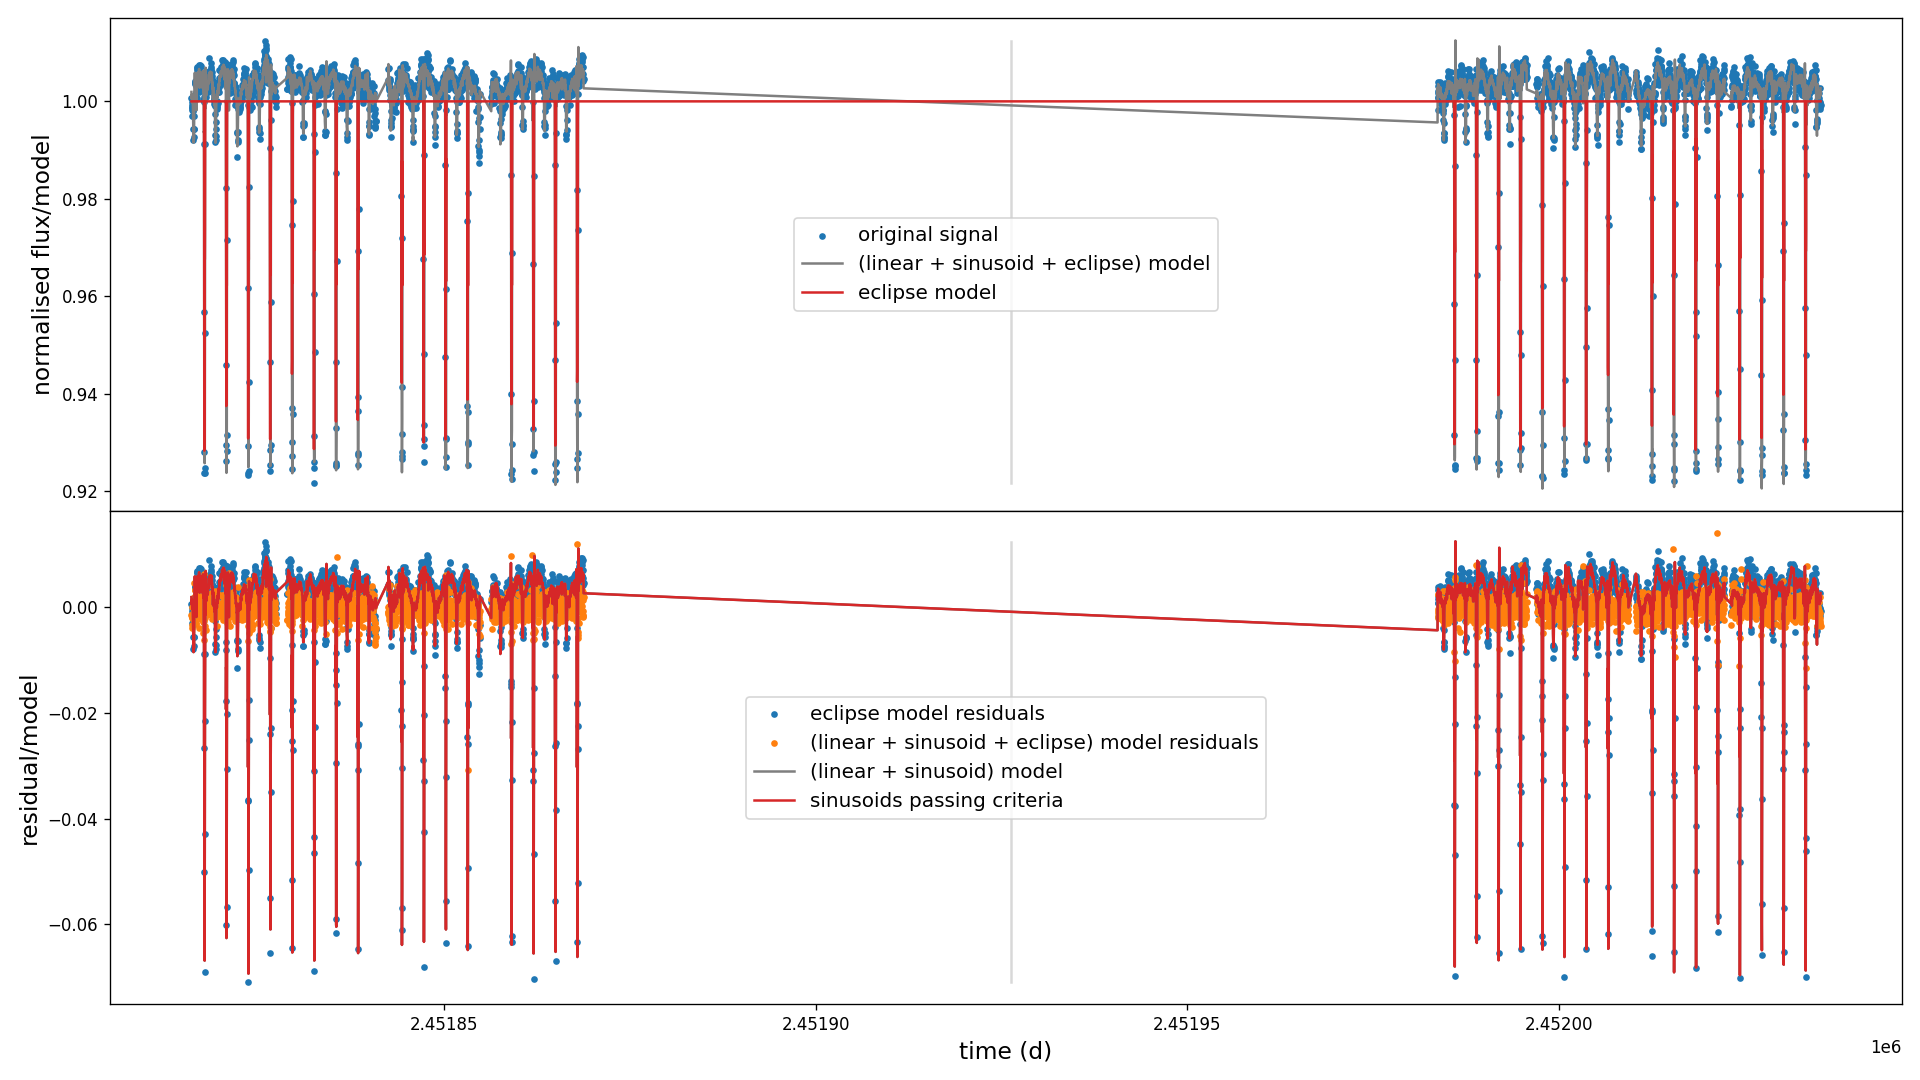 normalised flux/model
1.00
0.98
0.96
0.94
0.92
original signal
(linear + sinusoid + eclipse) model
eclipse model
residual/model
0.00
−0.02
−0.04
−0.06
eclipse model residuals
(linear + sinusoid + eclipse) model residuals
(linear + sinusoid) model
sinusoids passing criteria
2.45185
2.45190
2.45195
2.45200
1e6
time (d)